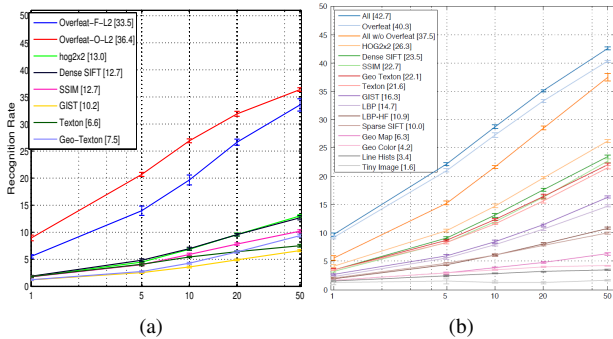 Recognition Rate
50
45
40
35
30
25
20
15
10
5
0
Overfeat-F-L2 [33.5]
Overfeat-O-L2 [36.4]
hog2x2 [13.0]
Dense SIFT [12.7]
SSIM [12.7]
GIST [10.2]
Texton [6.6]
Geo-Texton [7.5]
1 5 10 20 50
(a)
50
45
40
35
30
25
20
15
10
5
0
All [42.7]
Overfeat [40.3]
All w/o Overfeat [37.5]
HOG2x2 [26.3]
Dense SIFT [23.5]
SSIM [22.7]
Geo Texton [22.1]
Texton [21.6]
GIST [16.3]
LBP [14.7]
LBP-HF [10.9]
Sparse SIFT [10.0]
Geo Map [6.3]
Geo Color [4.2]
Line Hists [3.4]
Tiny Image [1.6]
1 5 10 20 50
(b)